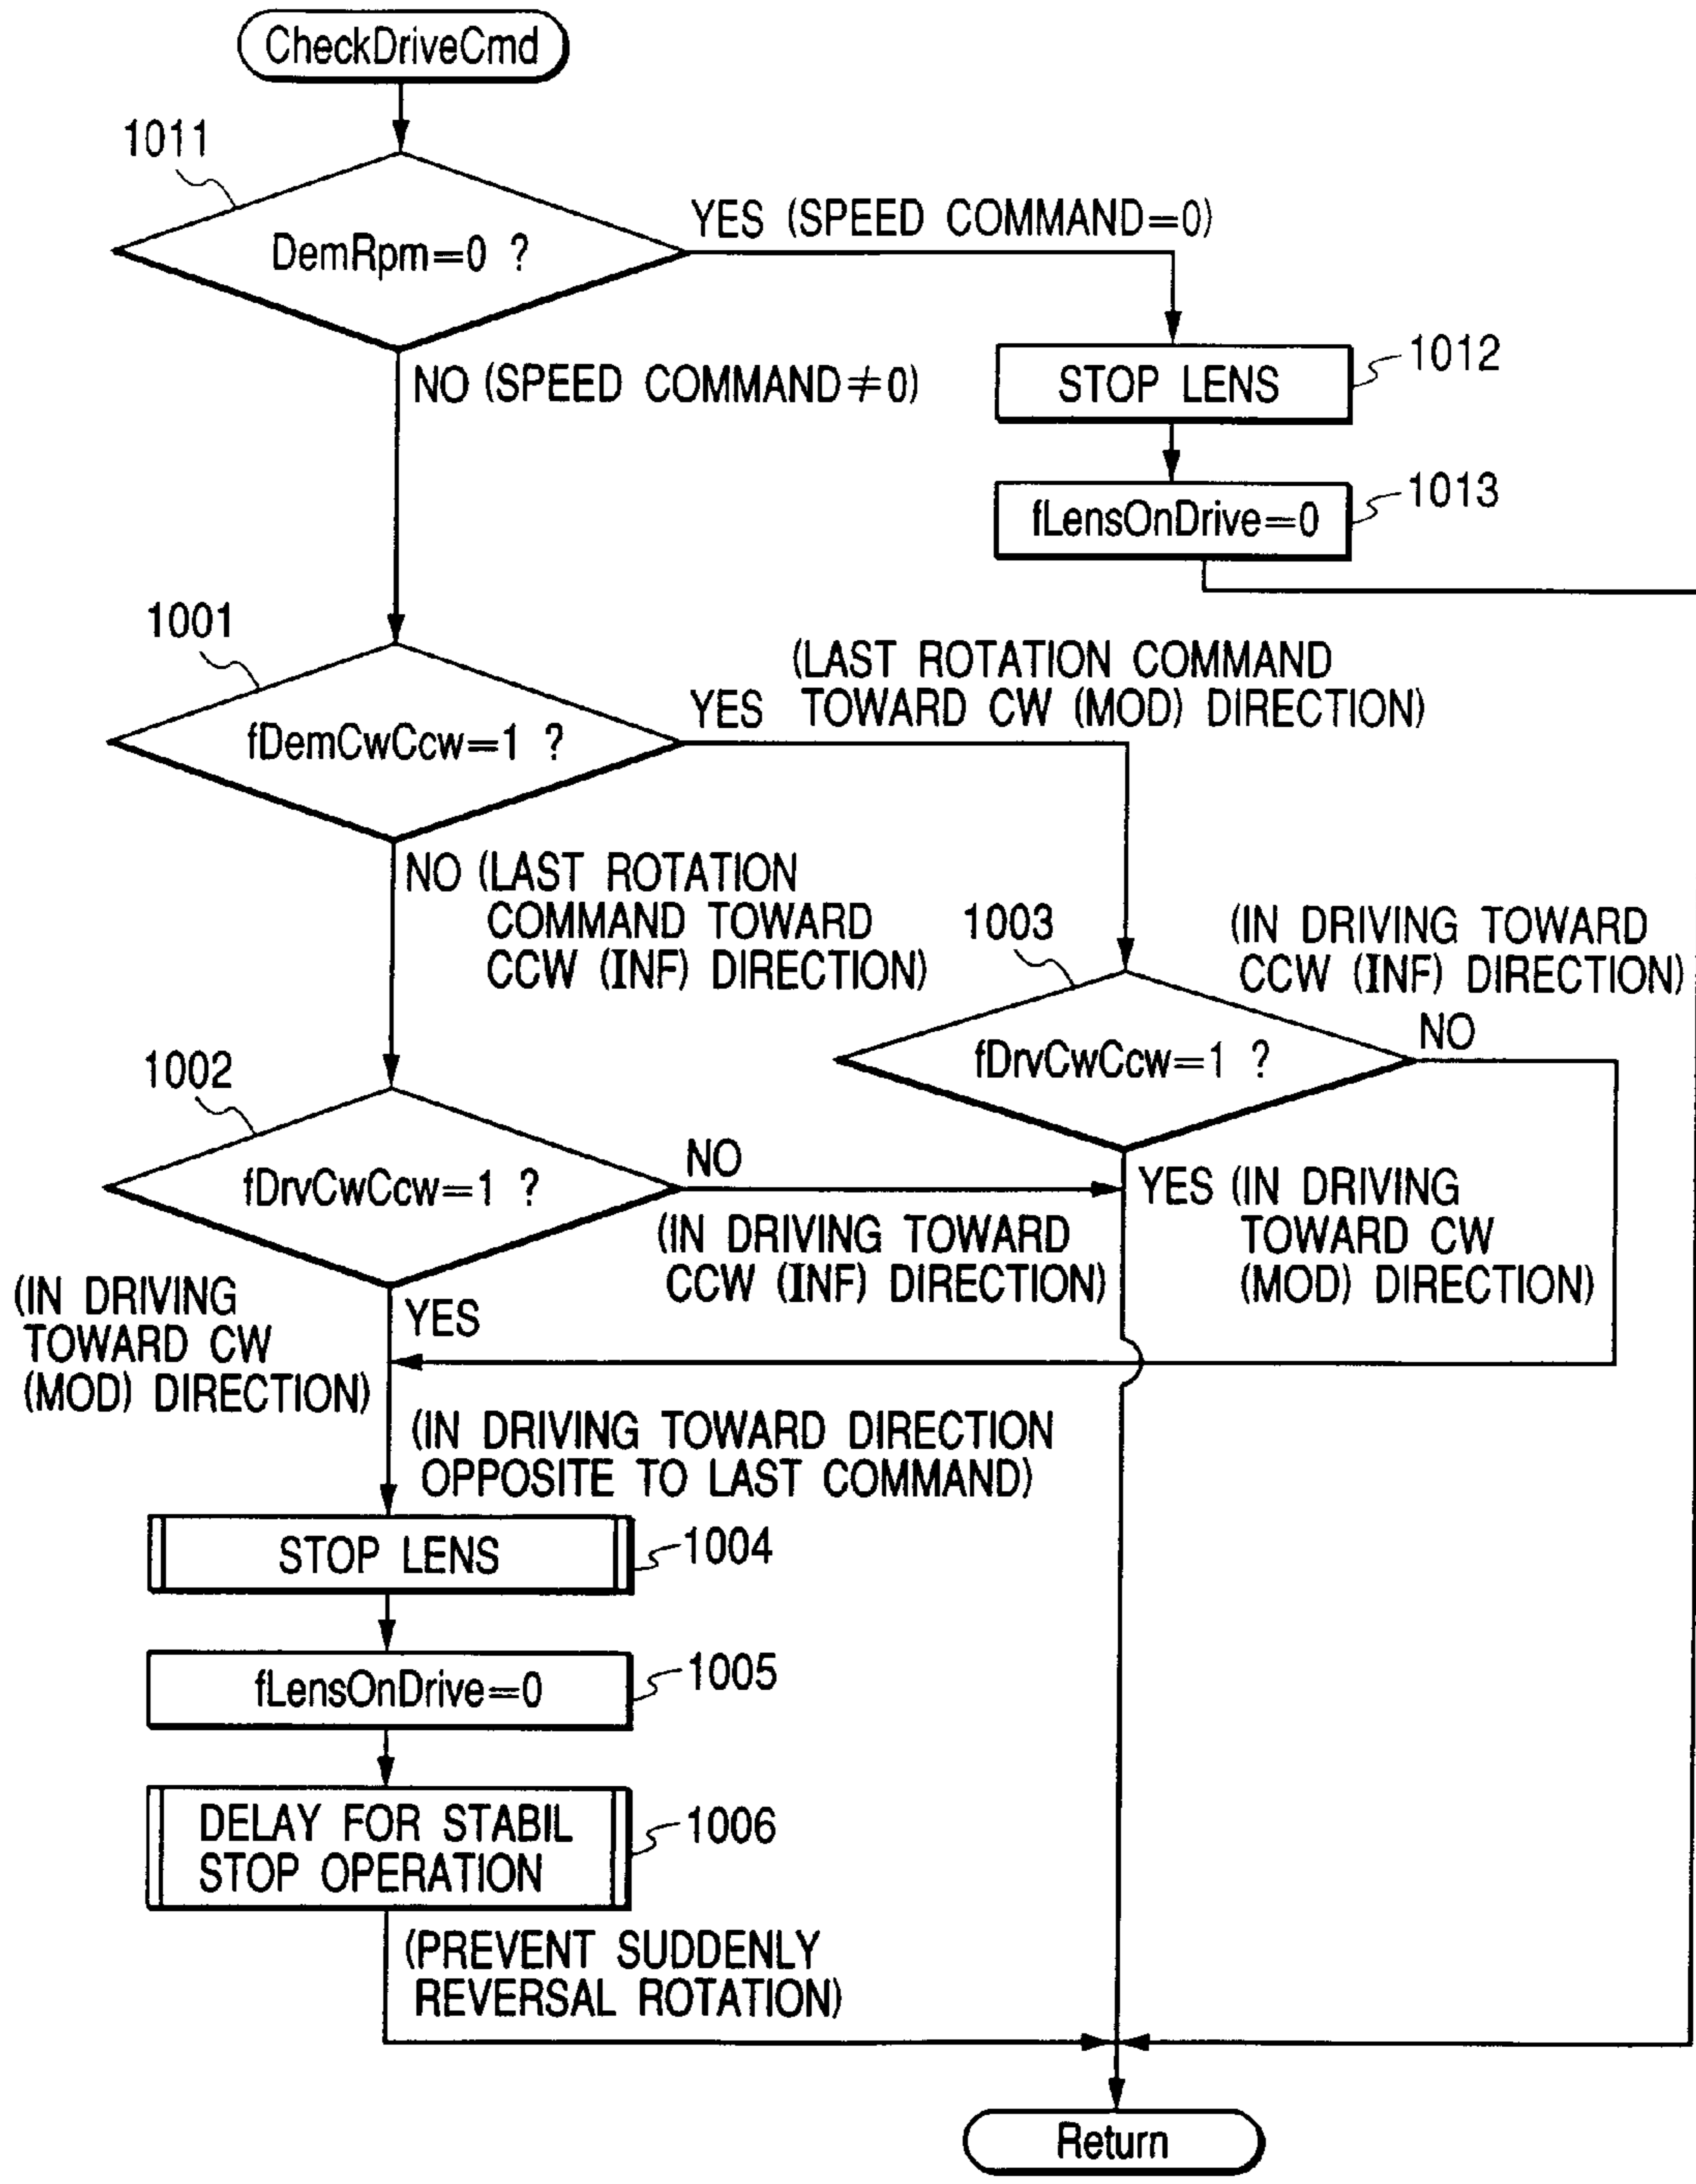 CheckDriveCmd
1011
DemRpm=0 ?
YES (SPEED COMMAND=0)
NO (SPEED COMMAND≠0)
STOP LENS
1012
fLensOnDrive=0
1013
1001
fDemCwCcw=1 ?
(LAST ROTATION COMMAND
YES TOWARD CW (MOD) DIRECTION)
NO (LAST ROTATION
COMMAND TOWARD
CCW (INF) DIRECTION)
1003
(IN DRIVING TOWARD
CCW (INF) DIRECTION)
NO
fDrvCwCcw=1 ?
1002
fDrvCwCcw=1 ?
NO
(IN DRIVING TOWARD
CCW (INF) DIRECTION)
YES (IN DRIVING
TOWARD CW
(MOD) DIRECTION)
(IN DRIVING
TOWARD CW
(MOD) DIRECTION)
YES
(IN DRIVING TOWARD DIRECTION
OPPOSITE TO LAST COMMAND)
STOP LENS
1004
fLensOnDrive=0
1005
DELAY FOR STABIL
STOP OPERATION
1006
(PREVENT SUDDENLY
REVERSAL ROTATION)
Return